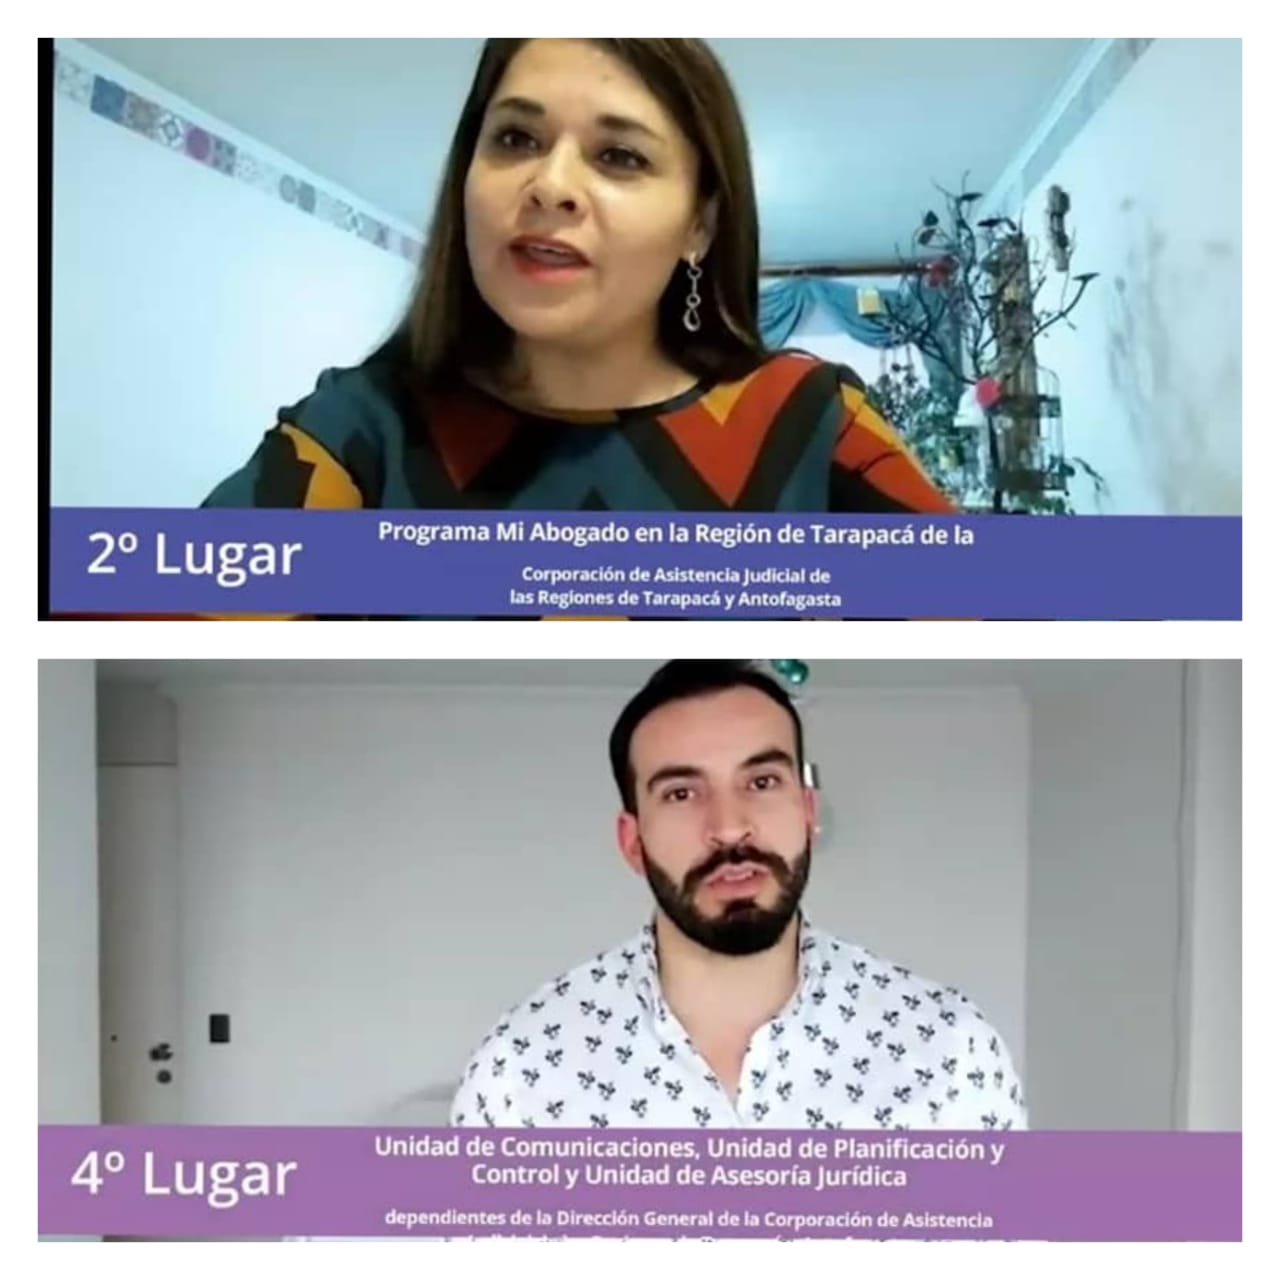 2º Lugar
Programa Mi Abogado en la Región de Tarapacá de la
Corporación de Asistencia Judicial de
las Regiones de Tarapacá y Antofagasta
4º Lugar
Unidad de Comunicaciones, Unidad de Planificación y
Control y Unidad de Asesoría Jurídica
dependientes de la Dirección General de la Corporación de Asistencia